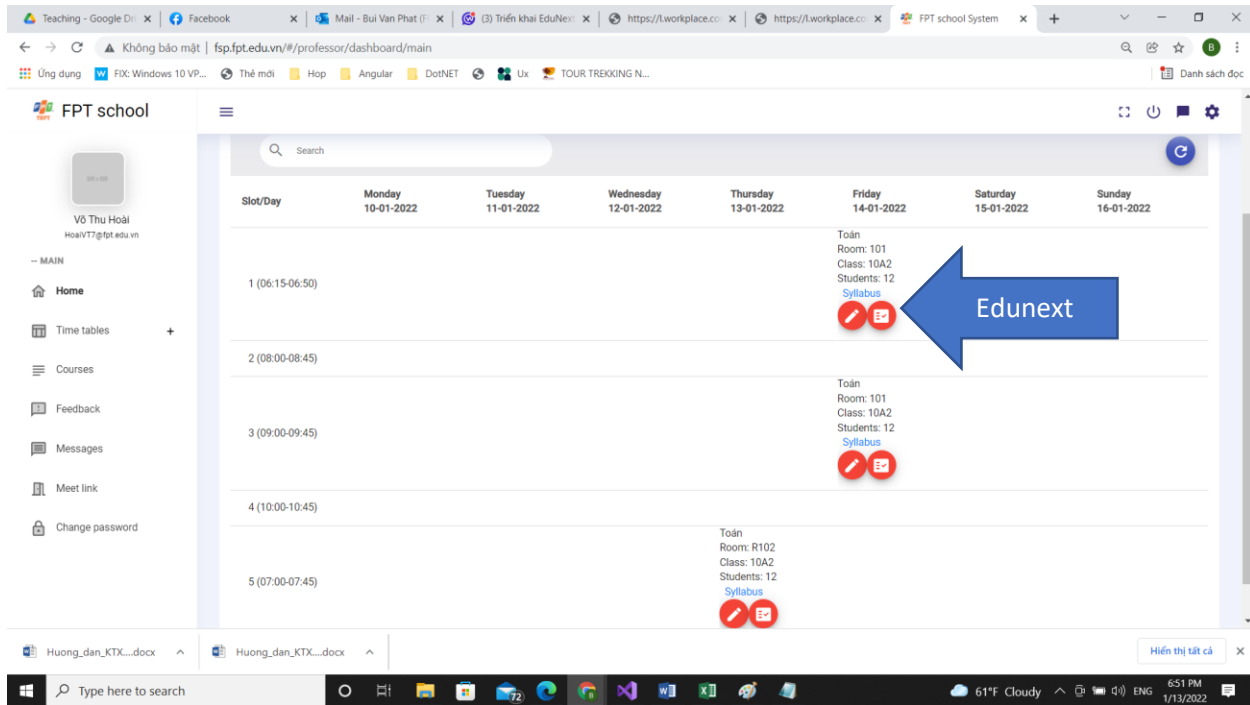 Teaching - Google Dri
Facebook
Mail - Bui Van Phat (F
(3) Triển khai EduNex
https://l.workplace.co
https://l.workplace.co
FPT school System
Không bảo mật | fsp.fpt.edu.vn/#/professor/dashboard/main
B
Ứng dụng
FIX: Windows 10 VP...
Thẻ mới
Hop
Angular
DotNET
Ux
TOUR TREKKING N...
Danh sách đọc
FPT school
Search
Võ Thu Hoài
HoaiVT7@fpt.edu.vn
-- MAIN
Home
Time tables +
Courses
Feedback
Messages
Meet link
Change password
Slot/Day
Monday
10-01-2022
Tuesday
11-01-2022
Wednesday
12-01-2022
Thursday
13-01-2022
Friday
14-01-2022
Saturday
15-01-2022
Sunday
16-01-2022
1 (06:15-06:50)
Toán
Room: 101
Class: 10A2
Students: 12
Syllabus
Edunext
2 (08:00-08:45)
3 (09:00-09:45)
Toán
Room: 101
Class: 10A2
Students: 12
Syllabus
4 (10:00-10:45)
5 (07:00-07:45)
Toán
Room: R102
Class: 10A2
Students: 12
Syllabus
Huong_dan_KTX....docx
Huong_dan_KTX....docx
Hiển thị tất cả
Type here to search
72
61°F Cloudy
ENG
6:51 PM
1/13/2022